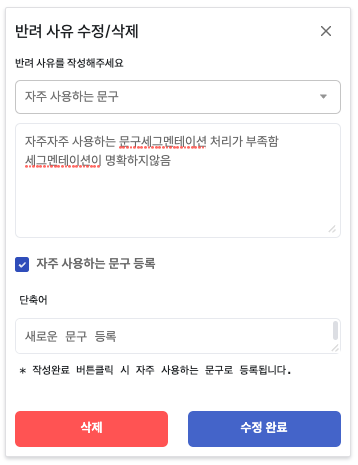 반려 사유 수정/삭제
반려 사유를 작성해주세요
자주 사용하는 문구
자주자주 사용하는 문구세그멘테이션 처리가 부족함
세그멘테이션이 명확하지않음
자주 사용하는 문구 등록
단축어
새로운 문구 등록
* 작성완료 버튼클릭 시 자주 사용하는 문구로 등록됩니다.
삭제
수정 완료